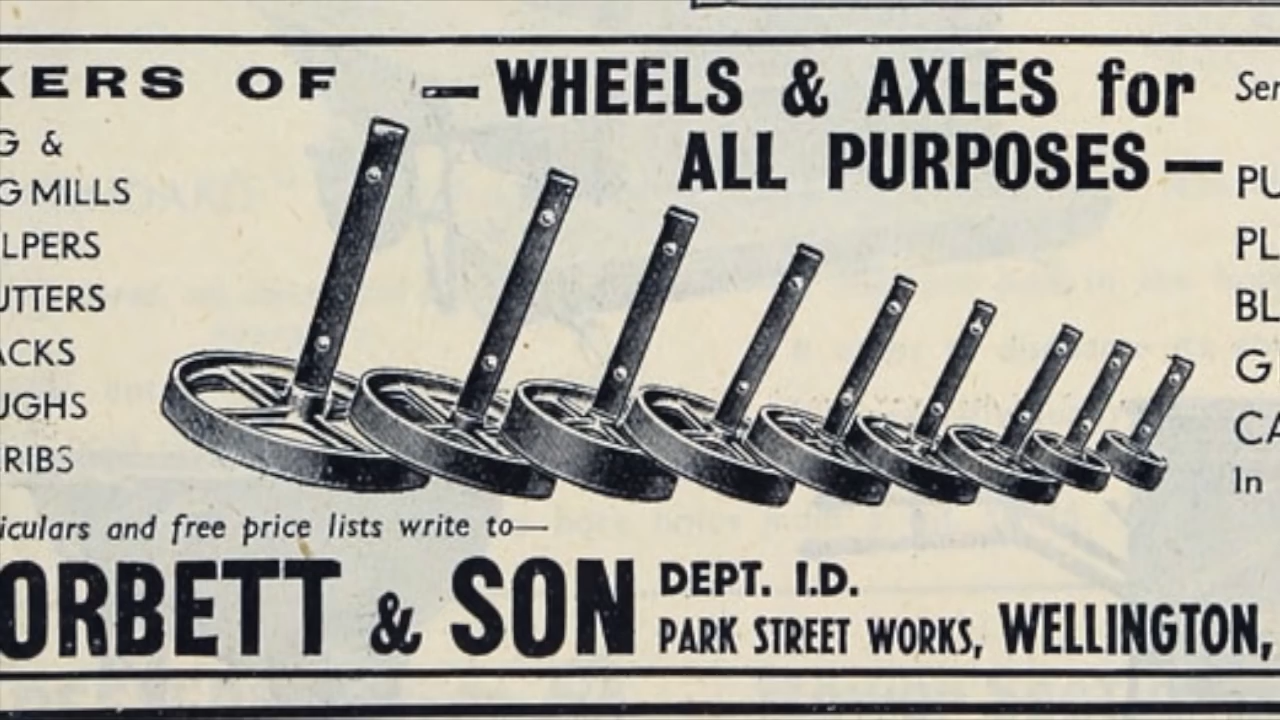 KERS OF
— WHEELS & AXLES for
ALL PURPOSES —
G &
G MILLS
LPERS
UTTERS
ACKS
UGHS
RIBS
Ser
PU
PL
BL
G
CA
In
iculars and free price lists write to—
ORBETT & SON
DEPT. I.D.
PARK STREET WORKS, WELLINGTON,